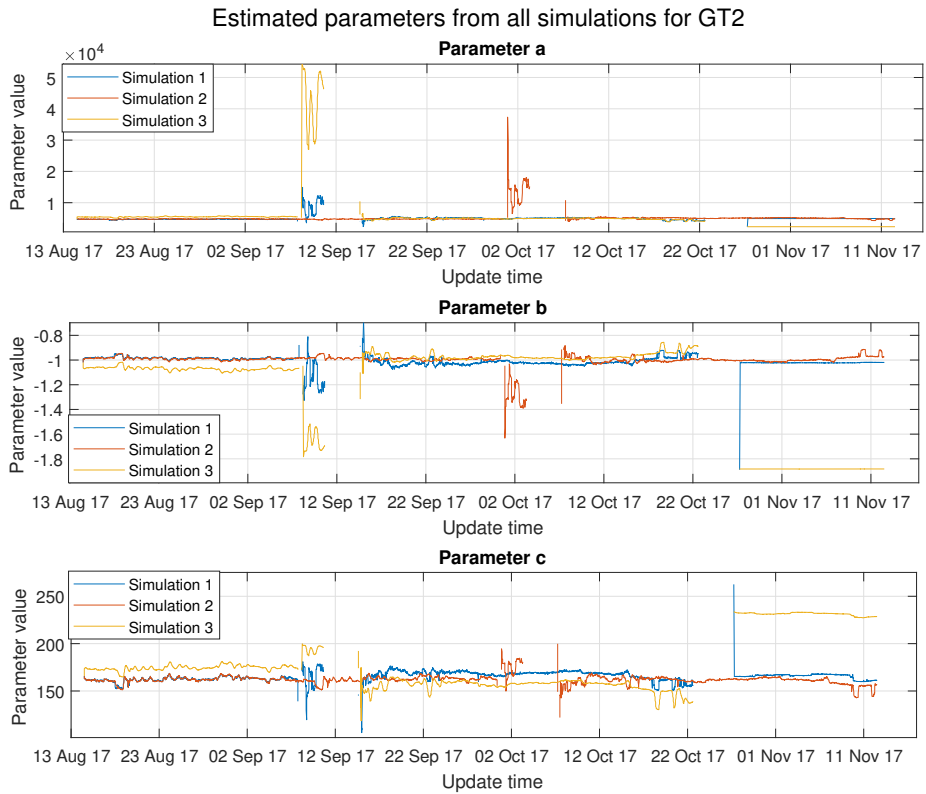 Estimated parameters from all simulations for GT2
Parameter a
× 10^4
Parameter value
5
4
3
2
1
Simulation 1
Simulation 2
Simulation 3
13 Aug 17 23 Aug 17 02 Sep 17 12 Sep 17 22 Sep 17 02 Oct 17 12 Oct 17 22 Oct 17 01 Nov 17 11 Nov 17
Update time
Parameter b
Parameter value
-0.8
-1
-1.2
-1.4
-1.6
-1.8
Simulation 1
Simulation 2
Simulation 3
13 Aug 17 23 Aug 17 02 Sep 17 12 Sep 17 22 Sep 17 02 Oct 17 12 Oct 17 22 Oct 17 01 Nov 17 11 Nov 17
Update time
Parameter c
Parameter value
250
200
150
Simulation 1
Simulation 2
Simulation 3
13 Aug 17 23 Aug 17 02 Sep 17 12 Sep 17 22 Sep 17 02 Oct 17 12 Oct 17 22 Oct 17 01 Nov 17 11 Nov 17
Update time